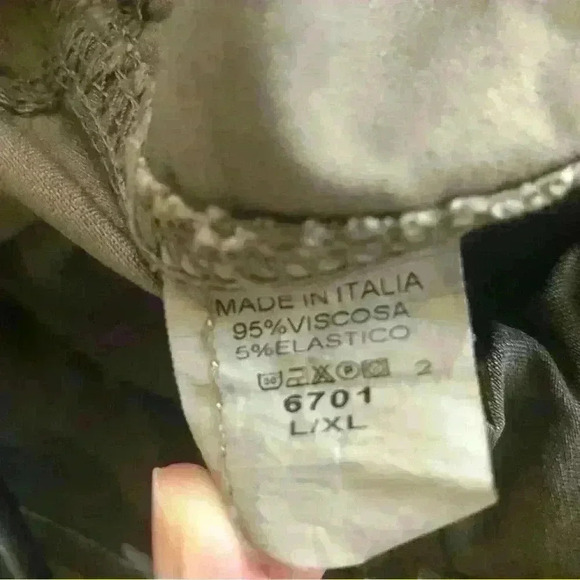 MADE IN ITALIA
95%VISCOSA
5%ELASTICO
2
6701
L/XL